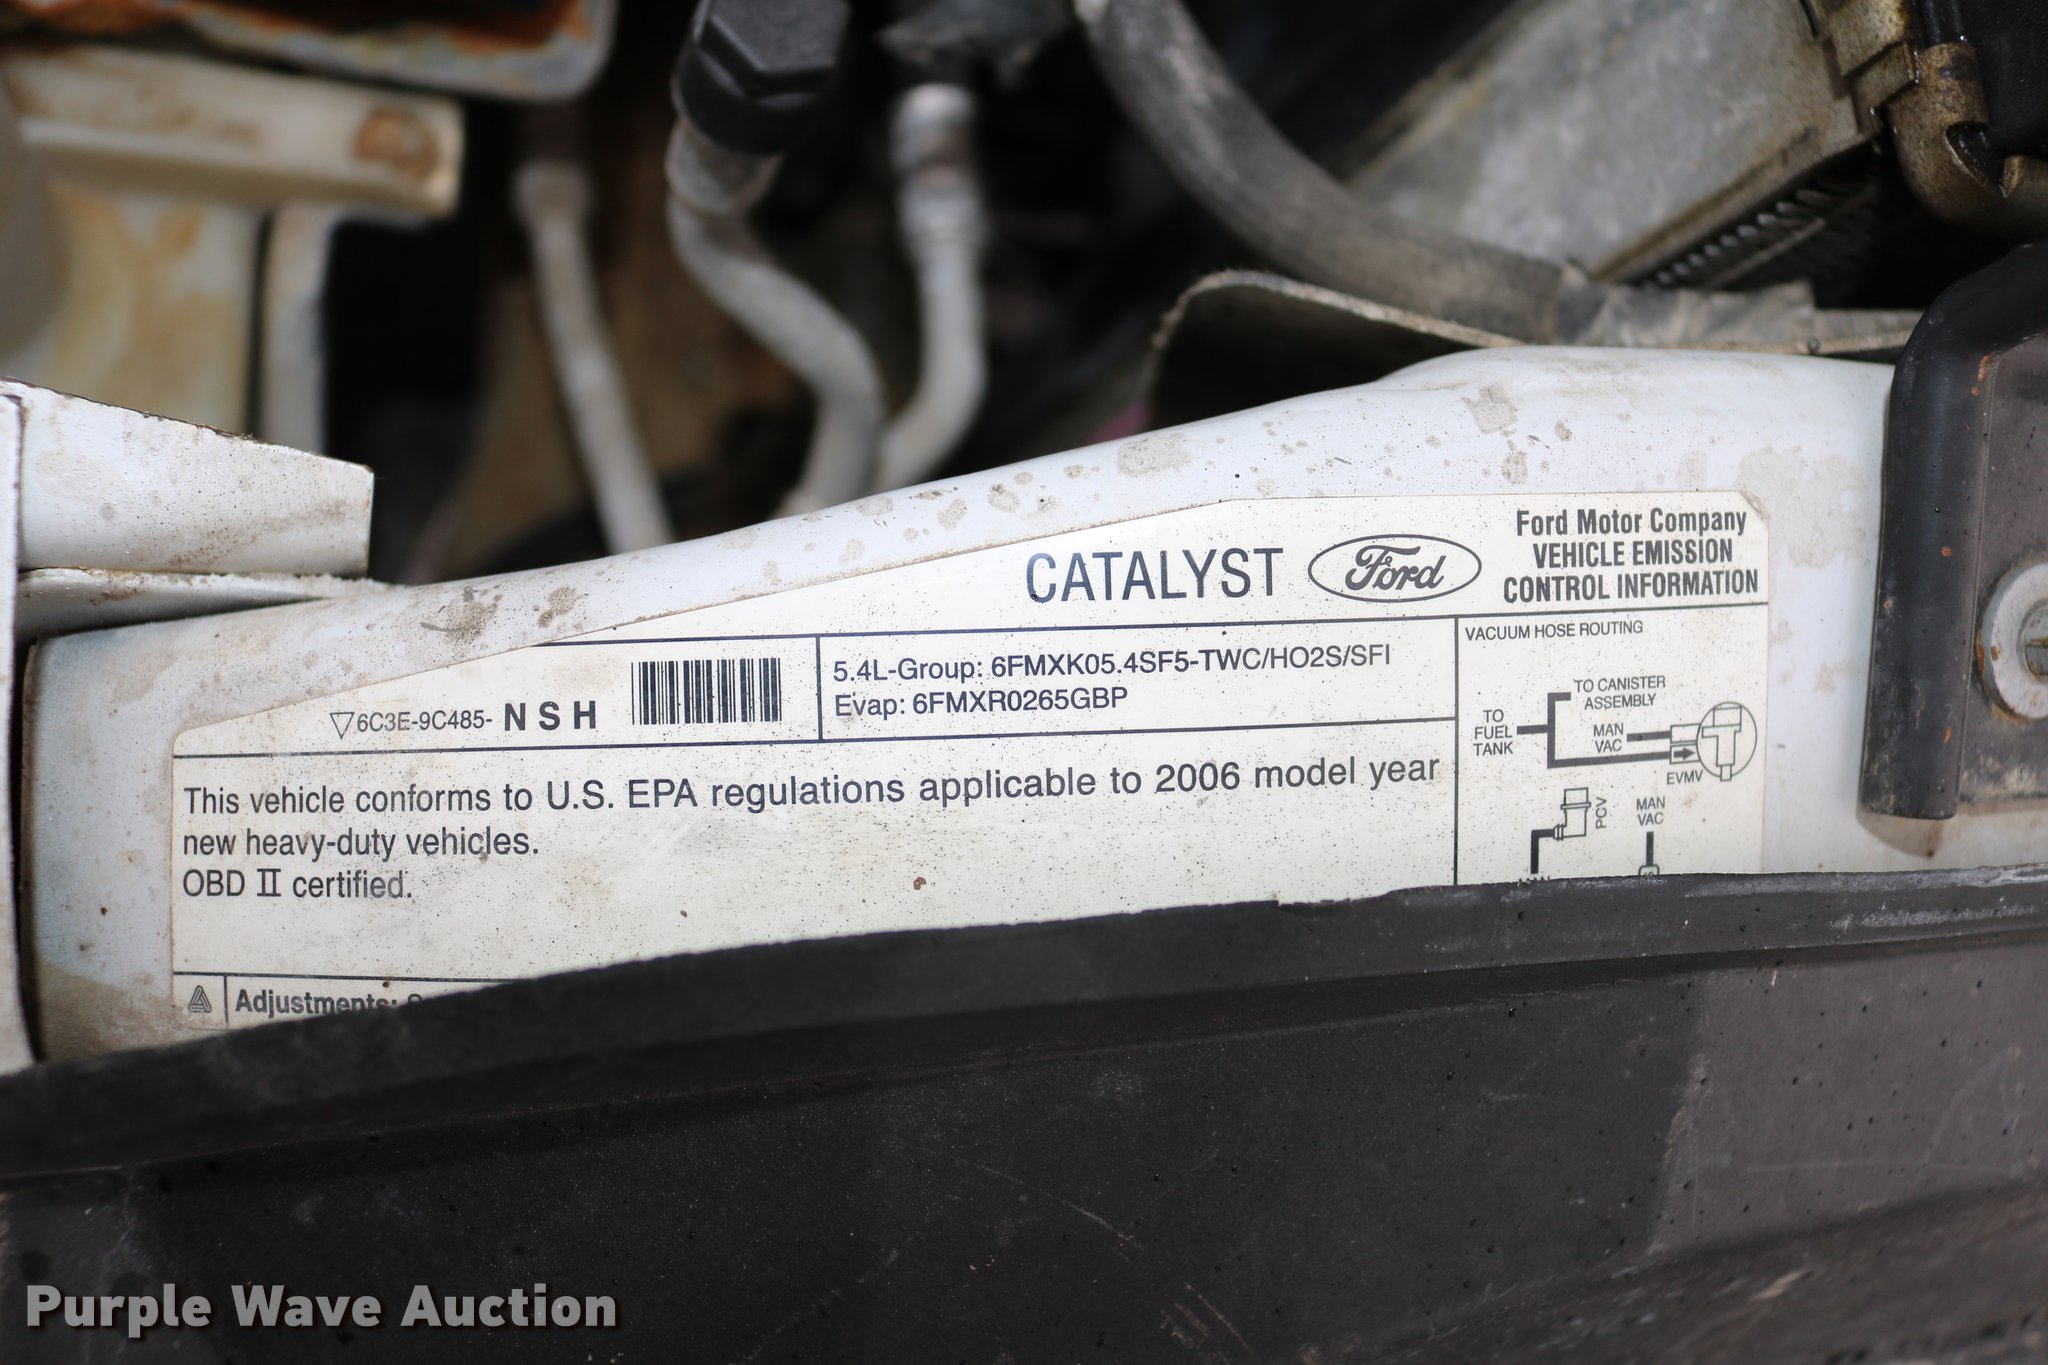 CATALYST
Ford
Ford Motor Company
VEHICLE EMISSION
CONTROL INFORMATION
6C3E-9C485- NSH
5.4L-Group: 6FMXK05.4SF5-TWC/HO2S/SFI
Evap: 6FMXR0265GBP
This vehicle conforms to U.S. EPA regulations applicable to 2006 model year
new heavy-duty vehicles.
OBD II certified.
Adjustments:
VACUUM HOSE ROUTING
TO CANISTER
ASSEMBLY
TO
FUEL
TANK
MAN
VAC
EVMV
PCV
MAN
VAC
Purple Wave Auction